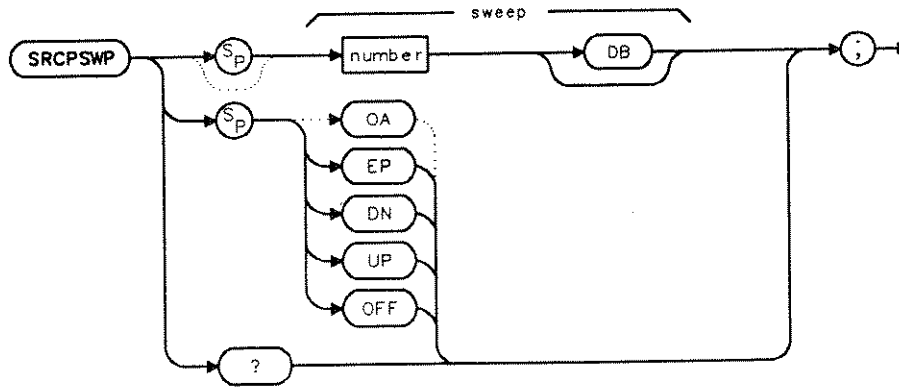 sweep
SRCPSWP SP number DB ;
SP OA
EP
DN
UP
OFF
?